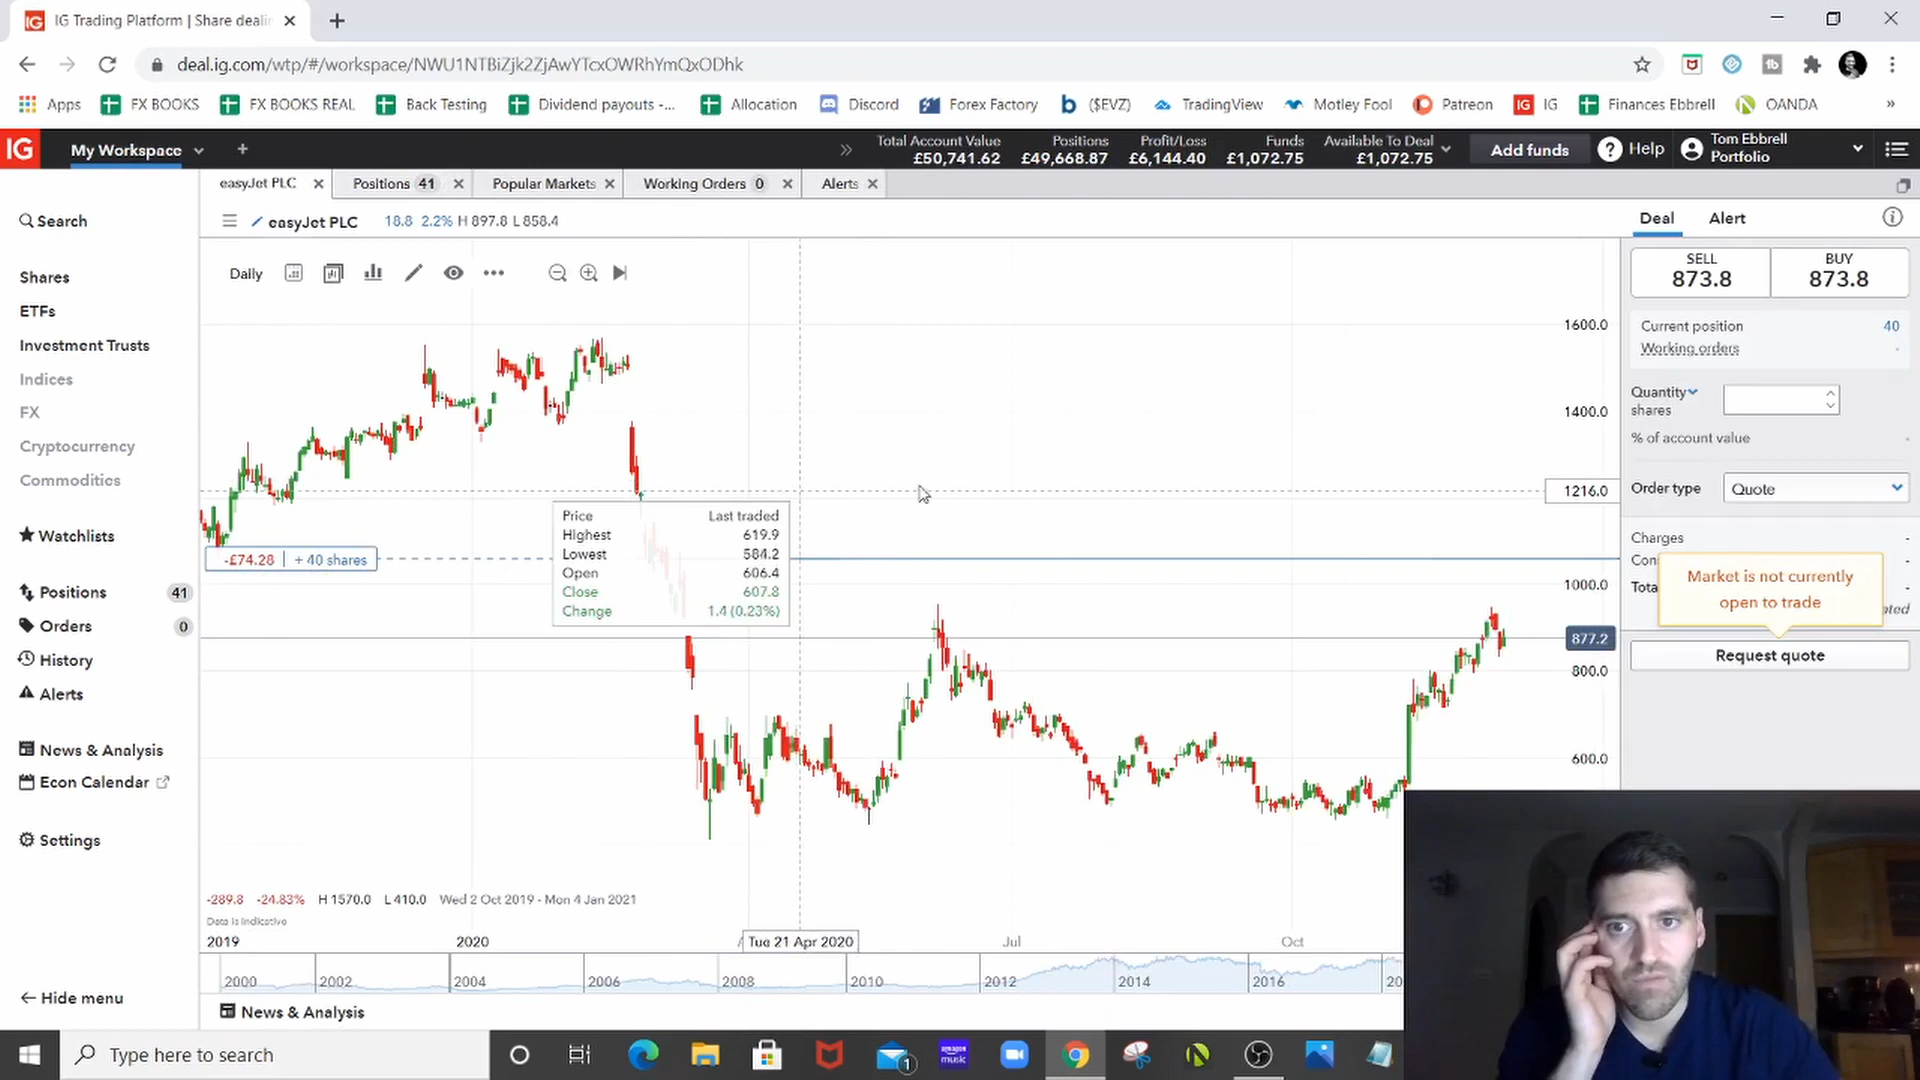 IG Trading Platform | Share dealin
deal.ig.com/wtp/#/workspace/NWU1NTBiZjk2ZjAwYTcxOWRhYmQxODhk
Apps FX BOOKS FX BOOKS REAL Back Testing Dividend payouts -... Allocation Discord Forex Factory ($EVZ) TradingView Motley Fool Patreon IG Finances Ebbrell OANDA »
IG My Workspace + » Total Account Value Positions Profit/Loss Funds Available To Deal Add funds Help Tom Ebbrell
£50,741.62 £49,668.87 £6,144.40 £1,072.75 £1,072.75 Portfolio
easyJet PLC Positions 41 Popular Markets Working Orders 0 Alerts
Search
easyJet PLC 18.8 2.2% H 897.8 L 858.4
Deal Alert
Daily
SELL BUY
873.8 873.8
Shares
ETFs
Investment Trusts
Indices
FX
Cryptocurrency
Commodities
Watchlists
Positions 41
Orders 0
History
Alerts
News & Analysis
Econ Calendar
Settings
Hide menu
1600.0
1400.0
1216.0
1000.0
877.2
800.0
600.0
Current position 40
Working orders -
Quantity
shares
% of account value -
Order type Quote
Charges -
Con -
Tota -
ated
Market is not currently
open to trade
Request quote
-£74.28 | + 40 shares
Price Last traded
Highest 619.9
Lowest 584.2
Open 606.4
Close 607.8
Change 1.4 (0.23%)
-289.8 -24.83% H 1570.0 L 410.0 Wed 2 Oct 2019 - Mon 4 Jan 2021
Data is indicative
2019 2020 Tue 21 Apr 2020 Jul Oct
2000 2002 2004 2006 2008 2010 2012 2014 2016 20
News & Analysis
Type here to search
amazon
music
1